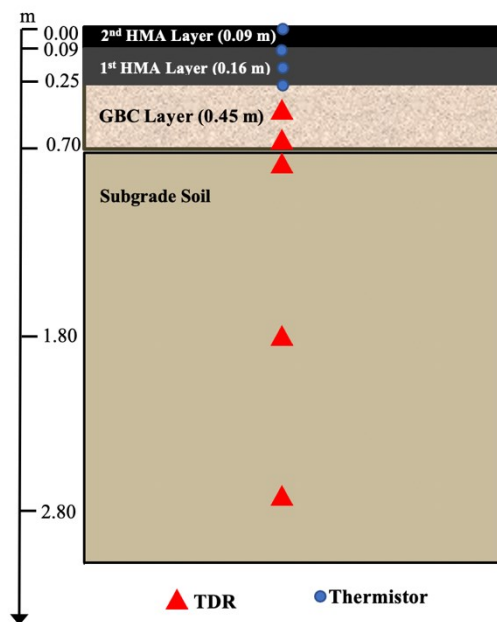 m
0.00
2nd HMA Layer (0.09 m)
0.09
1st HMA Layer (0.16 m)
0.25
GBC Layer (0.45 m)
0.70
Subgrade Soil
1.80
2.80
TDR
Thermistor